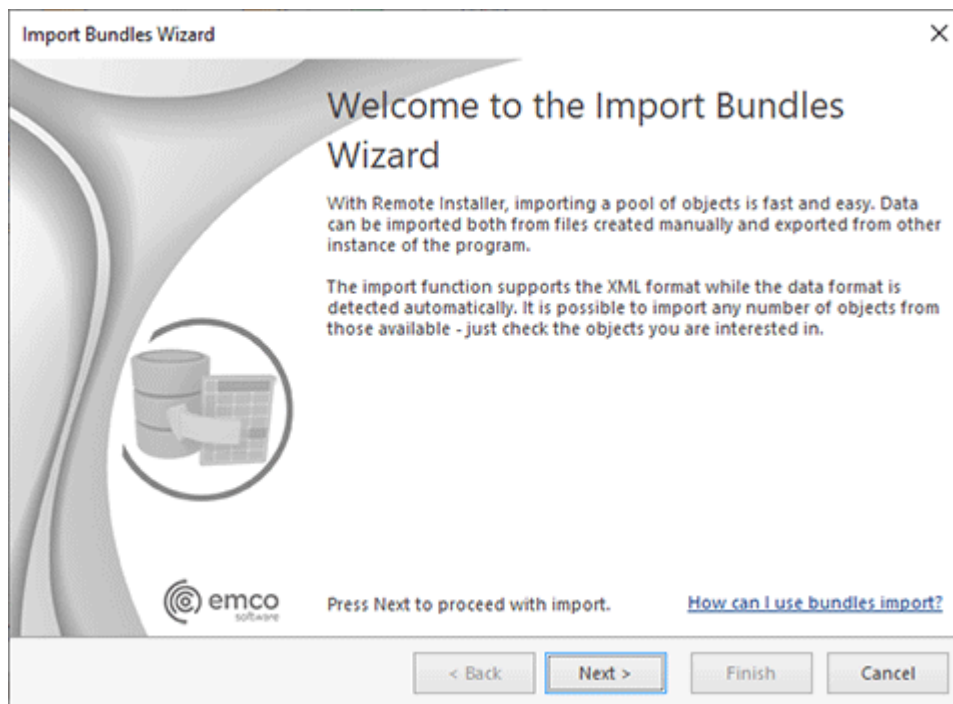 Import Bundles Wizard
Welcome to the Import Bundles
Wizard
With Remote Installer, importing a pool of objects is fast and easy. Data
can be imported both from files created manually and exported from other
instance of the program.
The import function supports the XML format while the data format is
detected automatically. It is possible to import any number of objects from
those available - just check the objects you are interested in.
emco
software
Press Next to proceed with import.
How can I use bundles import?
< Back
Next >
Finish
Cancel